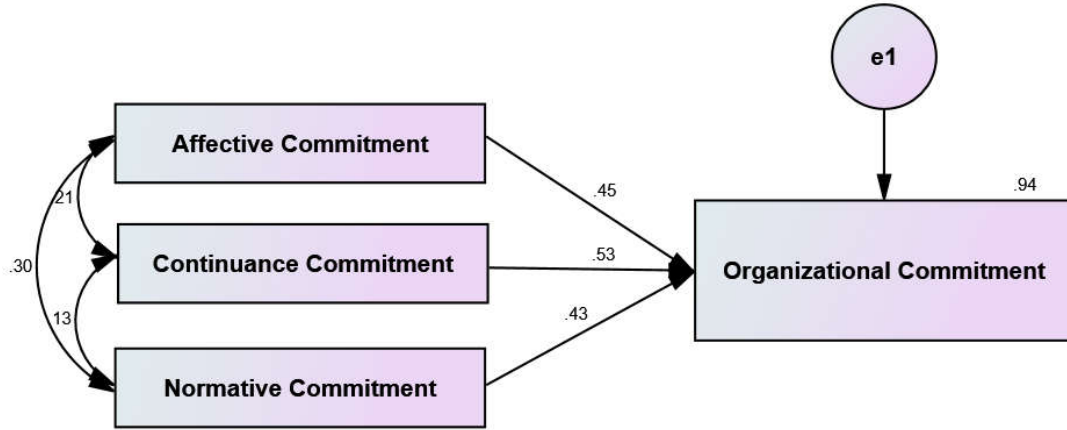 e1
Affective Commitment
.94
.45
.21
Continuance Commitment
.53
Organizational Commitment
.30
.43
.13
Normative Commitment